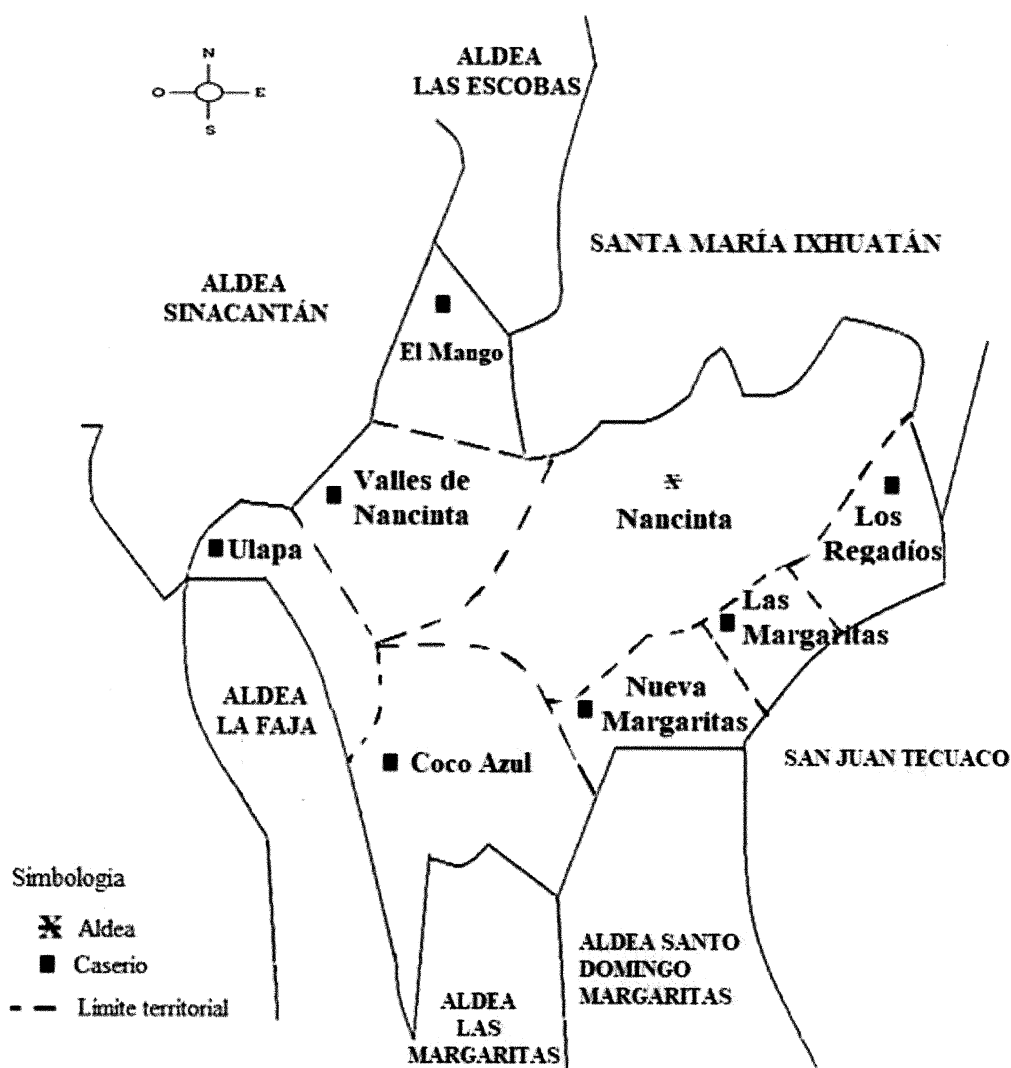 N
O E
S
ALDEA
LAS ESCOBAS
SANTA MARÍA IXHUATÁN
ALDEA
SINACANTÁN
El Mango
Valles de
Nancinta
Nancinta
Los
Regadíos
Ulapa
Las
Margaritas
Nueva
Margaritas
ALDEA
LA FAJA
Coco Azul
SAN JUAN TECUACO
Simbologia
Aldea
Caserio
Límite territorial
ALDEA SANTO
DOMINGO
MARGARITAS
ALDEA
LAS
MARGARITAS